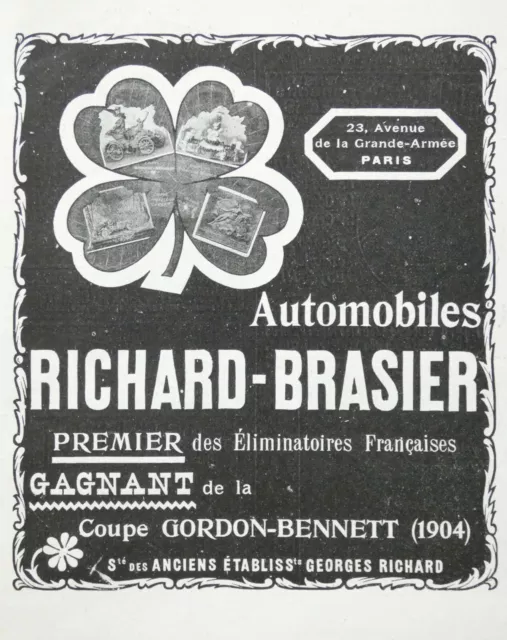 23, Avenue
de la Grande-Armée
PARIS
Automobiles
RICHARD-BRASIER
PREMIER des Éliminatoires Françaises
GAGNANT de la
Coupe GORDON-BENNETT (1904)
Sté DES ANCIENS ÉTABLISSts GEORGES RICHARD